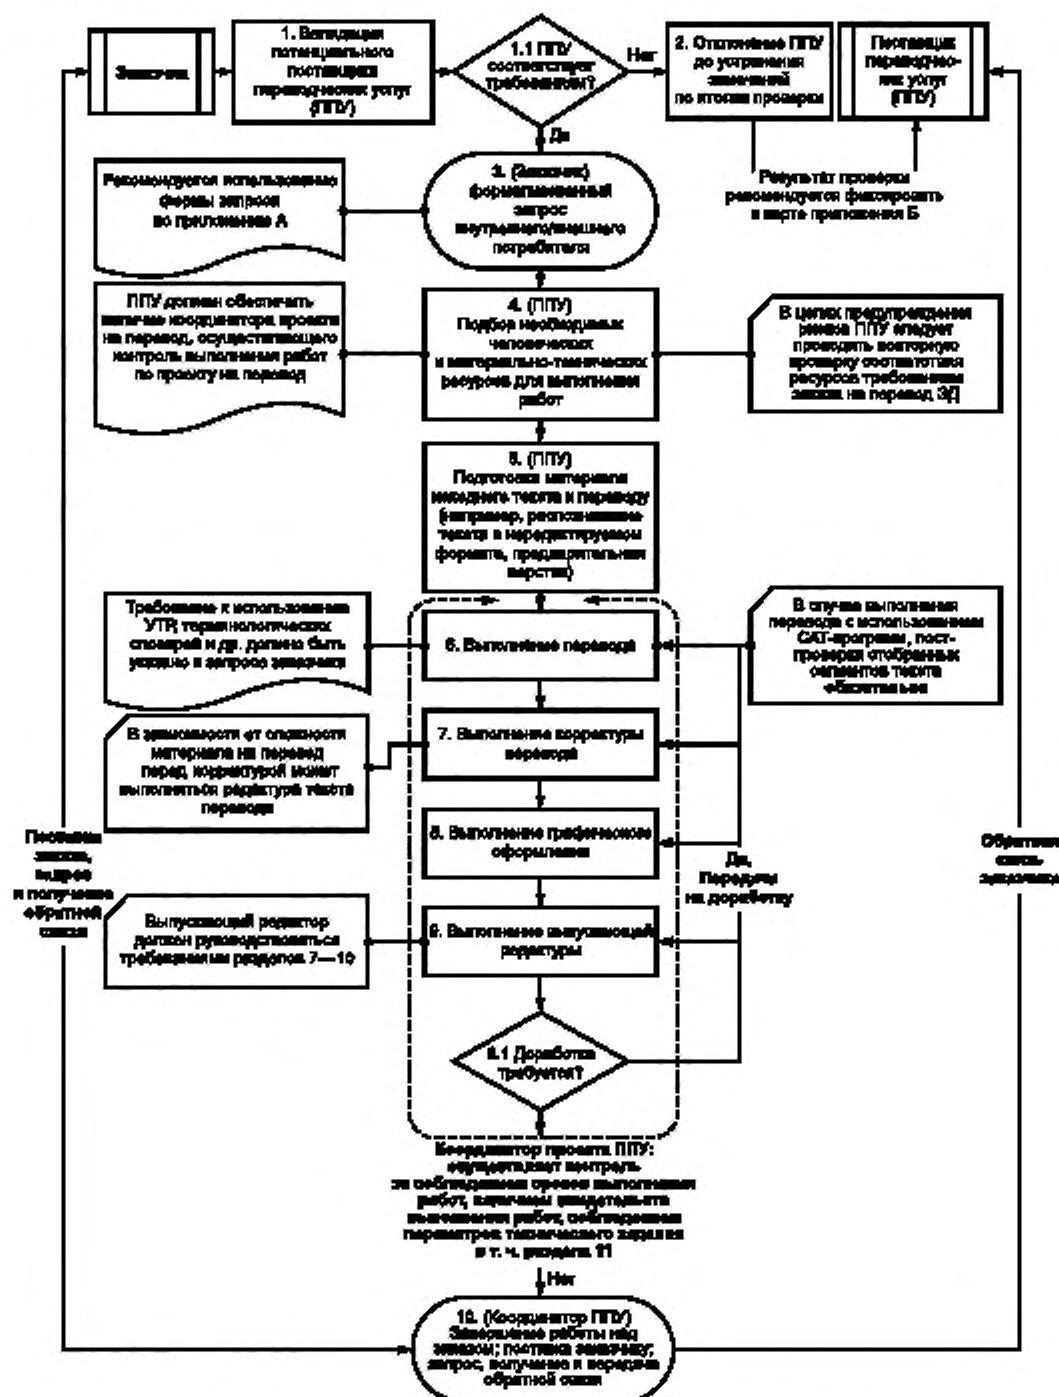 Заказчик
1. Валидация
потенциального
поставщика
переводческих услуг
(ППУ)
1.1 ППУ
соответствует
требованиям?
Нет
2. Отклонение ППУ
до устранения
замечаний
по итогам проверки
Поставщик
переводчес-
ких услуг
(ППУ)
Да
Результат проверки
рекомендуется фиксировать
в карте приложения Б
Рекомендуется использование
формы запроса
по приложению А
3. (Заказчик)
формализованный
запрос
внутреннего/внешнего
потребителя
ППУ должен обеспечить
наличие координатора проекта
на перевод, осуществляющего
контроль выполнения работ
по проекту на перевод
4. (ППУ)
Подбор необходимых
человеческих
и материально-технических
ресурсов для выполнения
работ
В целях предупреждения
рисков ППУ следует
проводить повторную
проверку соответствия
ресурсов требованиям
заказа на перевод
5. (ППУ)
Подготовка материала
исходного текста к переводу
(например, распознавание
текста в нередактируемом
формате, предварительная
верстка)
Требование к использованию
УТР, терминологических
словарей и др. должно быть
указано в запросе заказчика
6. Выполнение перевода
В случае выполнения
перевода с использованием
САТ-программ, пост-
проверка отобранных
сегментов текста
обязательна
В зависимости от сложности
материала на перевод
перед корректурой может
выполняться редактура текста
перевода
7. Выполнение корректуры
перевода
8. Выполнение графического
оформления
Поставка
заказа,
запрос
и получение
обратной
связи
Да,
Передача
на доработку
Обратная
связь
заказчика
Выпускающий редактор
должен руководствоваться
требованиями разделов 7—10
9. Выполнение выпускающей
редактуры
9.1 Доработка
требуется?
Координатор проекта ППУ:
осуществляет контроль
за соблюдением сроков выполнения
работ, наличием свидетельств
выполнения работ, соблюдением
параметров технического задания
в т. ч. раздела 11
Нет
10. (Координатор ППУ)
Завершение работы над
заказом; поставка заказчику;
запрос, получение и передача
обратной связи